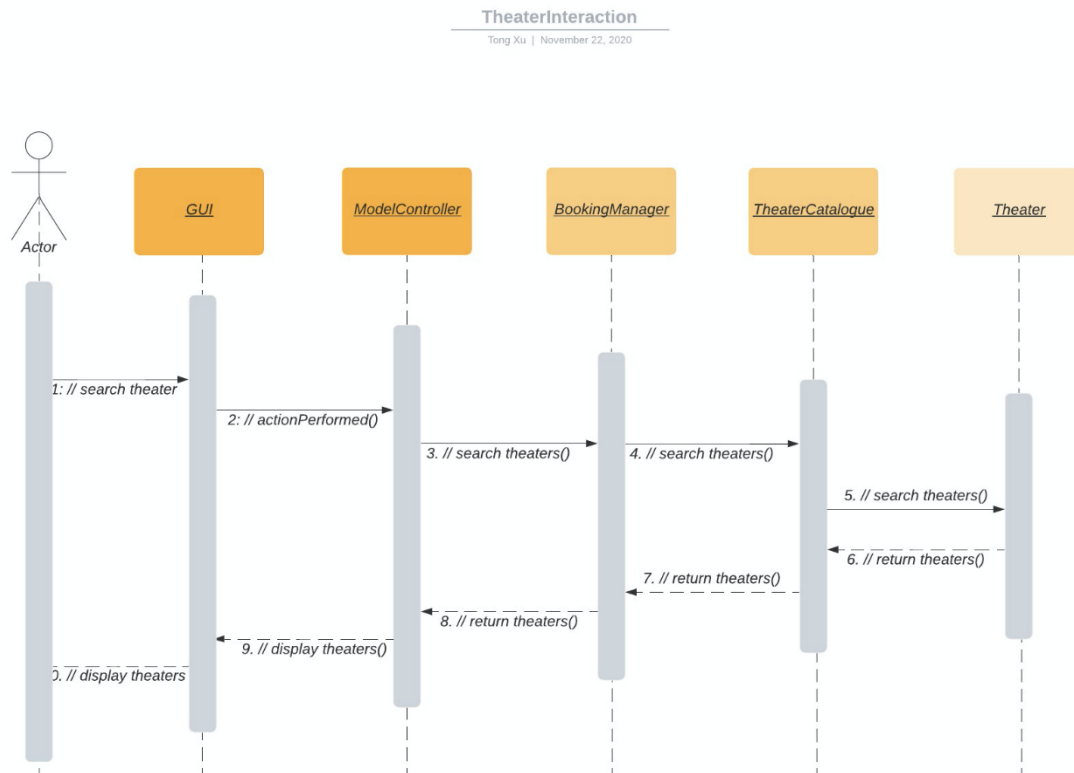 TheaterInteraction
Tong Xu | November 22, 2020
Actor
GUI
ModelController
BookingManager
TheaterCatalogue
Theater
1: // search theater
2: // actionPerformed()
3. // search theaters()
4. // search theaters()
5. // search theaters()
6. // return theaters()
7. // return theaters()
8. // return theaters()
9. // display theaters()
0. // display theaters